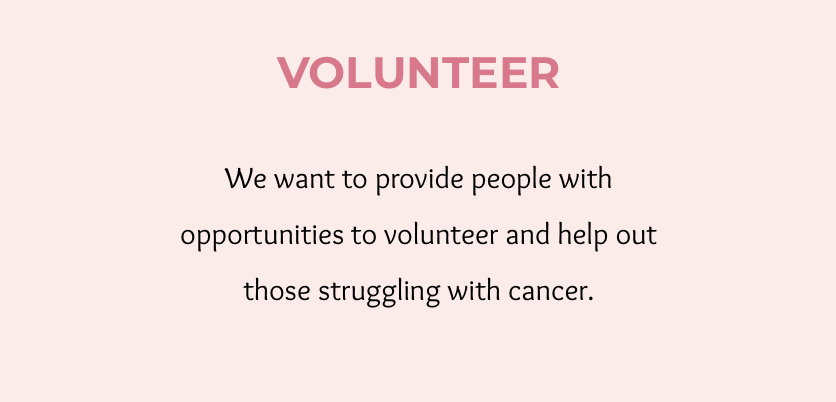 VOLUNTEER
We want to provide people with
opportunities to volunteer and help out
those struggling with cancer.